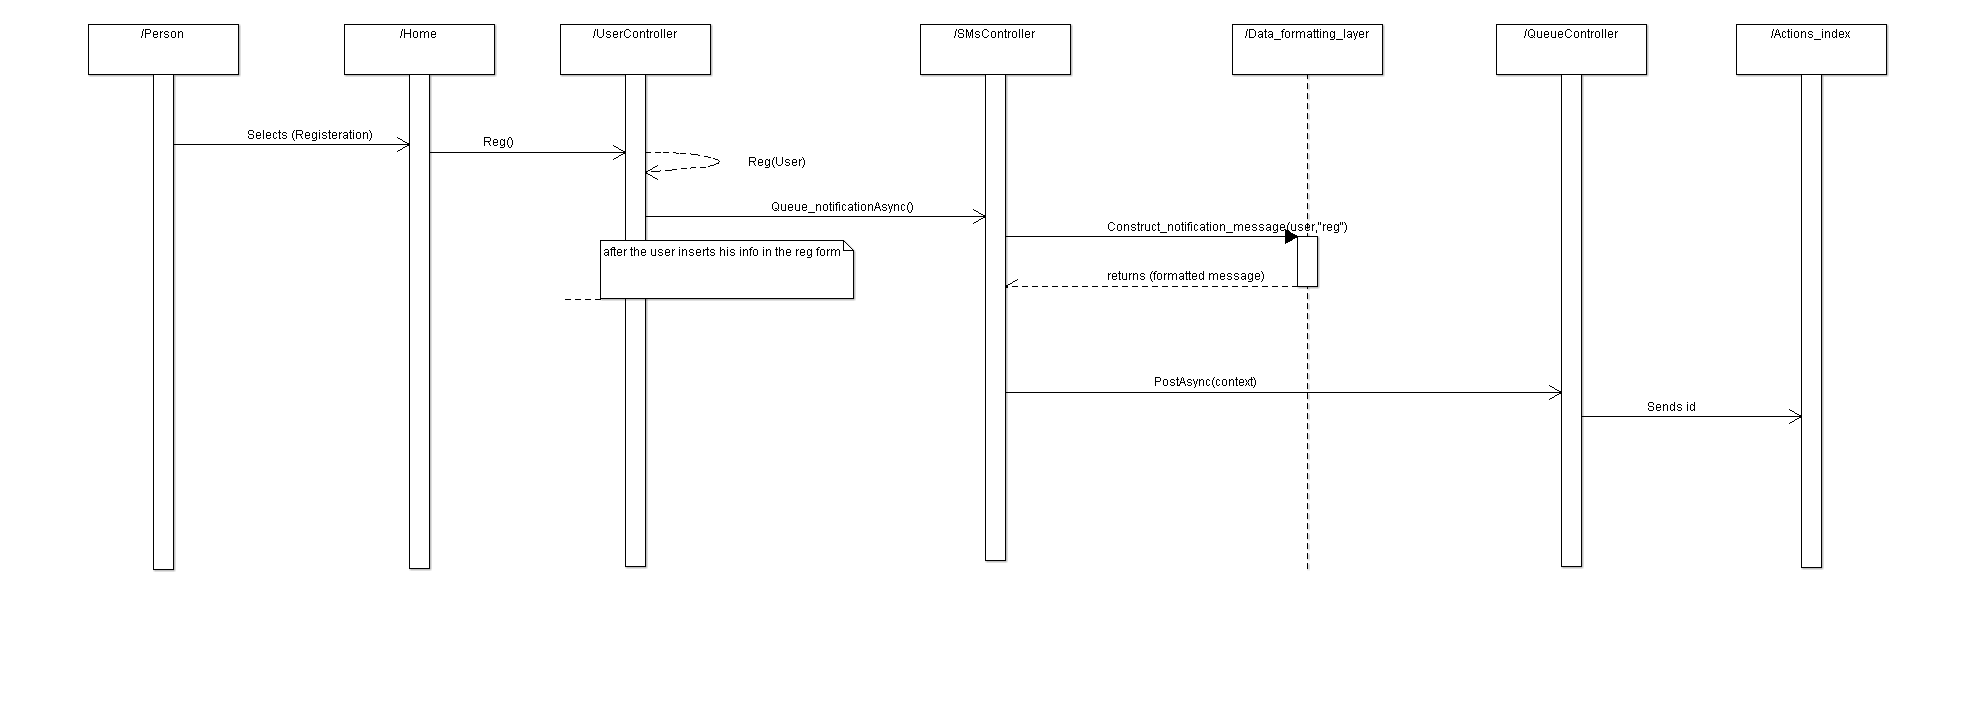 /Person
/Home
/UserController
/SMsController
/Data_formatting_layer
/QueueController
/Actions_index
Selects (Registeration)
Reg()
Reg(User)
Queue_notificationAsync()
Construct_notification_message(user,"reg")
after the user inserts his info in the reg form
returns (formatted message)
PostAsync(context)
Sends id